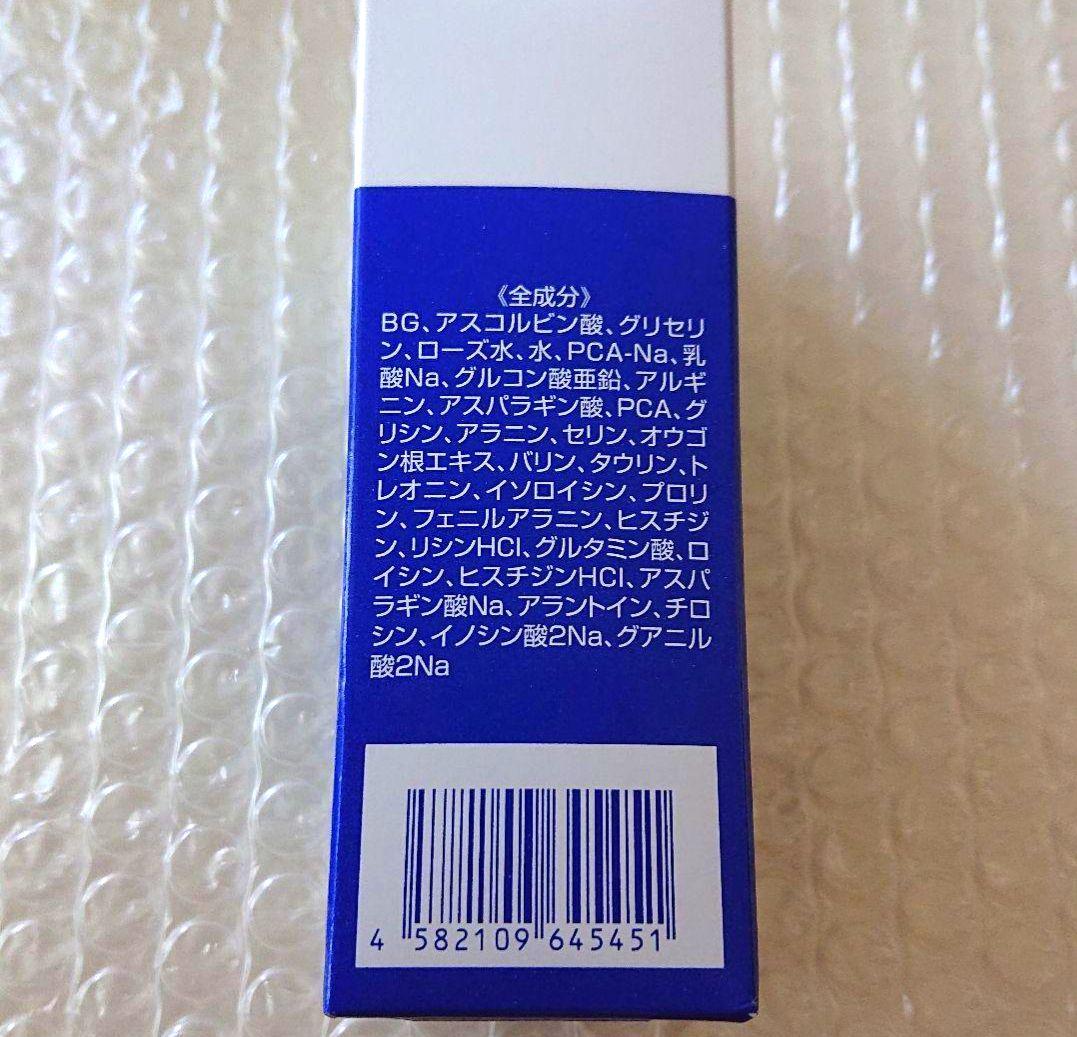 《全成分》
BG、アスコルビン酸、グリセリ
ン、ローズ水、水、PCA-Na、乳
酸Na、グルコン酸亜鉛、アルギ
ニン、アスパラギン酸、PCA、グ
リシン、アラニン、セリン、オウゴ
ン根エキス、バリン、タウリン、ト
レオニン、イソロイシン、プロリ
ン、フェニルアラニン、ヒスチジ
ン、リシンHCl、グルタミン酸、ロ
イシン、ヒスチジンHCl、アスパ
ラギン酸Na、アラントイン、チロ
シン、イノシン酸2Na、グアニル
酸2Na
4 582109 645451